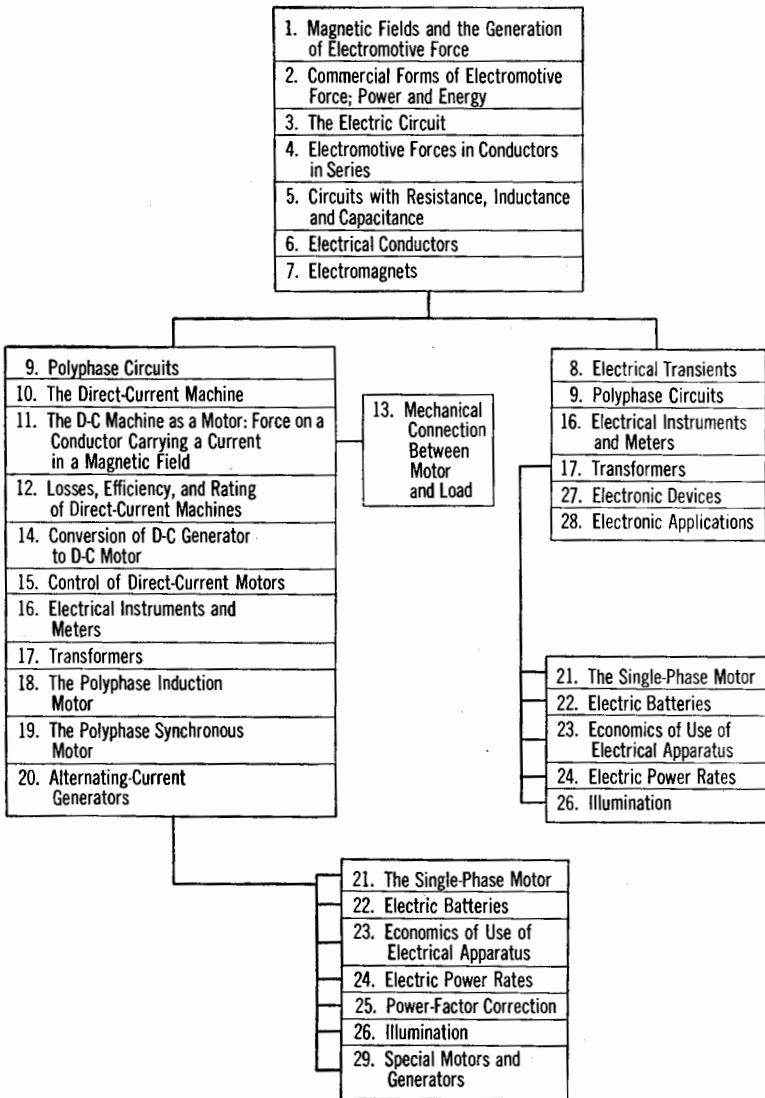 1. Magnetic Fields and the Generation
of Electromotive Force
2. Commercial Forms of Electromotive
Force; Power and Energy
3. The Electric Circuit
4. Electromotive Forces in Conductors
in Series
5. Circuits with Resistance, Inductance
and Capacitance
6. Electrical Conductors
7. Electromagnets
9. Polyphase Circuits
10. The Direct-Current Machine
11. The D-C Machine as a Motor: Force on a
Conductor Carrying a Current
in a Magnetic Field
12. Losses, Efficiency, and Rating
of Direct-Current Machines
14. Conversion of D-C Generator
to D-C Motor
15. Control of Direct-Current Motors
16. Electrical Instruments and
Meters
17. Transformers
18. The Polyphase Induction
Motor
19. The Polyphase Synchronous
Motor
20. Alternating-Current
Generators
13. Mechanical
Connection
Between
Motor
and Load
8. Electrical Transients
9. Polyphase Circuits
16. Electrical Instruments
and Meters
17. Transformers
27. Electronic Devices
28. Electronic Applications
21. The Single-Phase Motor
22. Electric Batteries
23. Economics of Use of
Electrical Apparatus
24. Electric Power Rates
26. Illumination
21. The Single-Phase Motor
22. Electric Batteries
23. Economics of Use of
Electrical Apparatus
24. Electric Power Rates
25. Power-Factor Correction
26. Illumination
29. Special Motors and
Generators